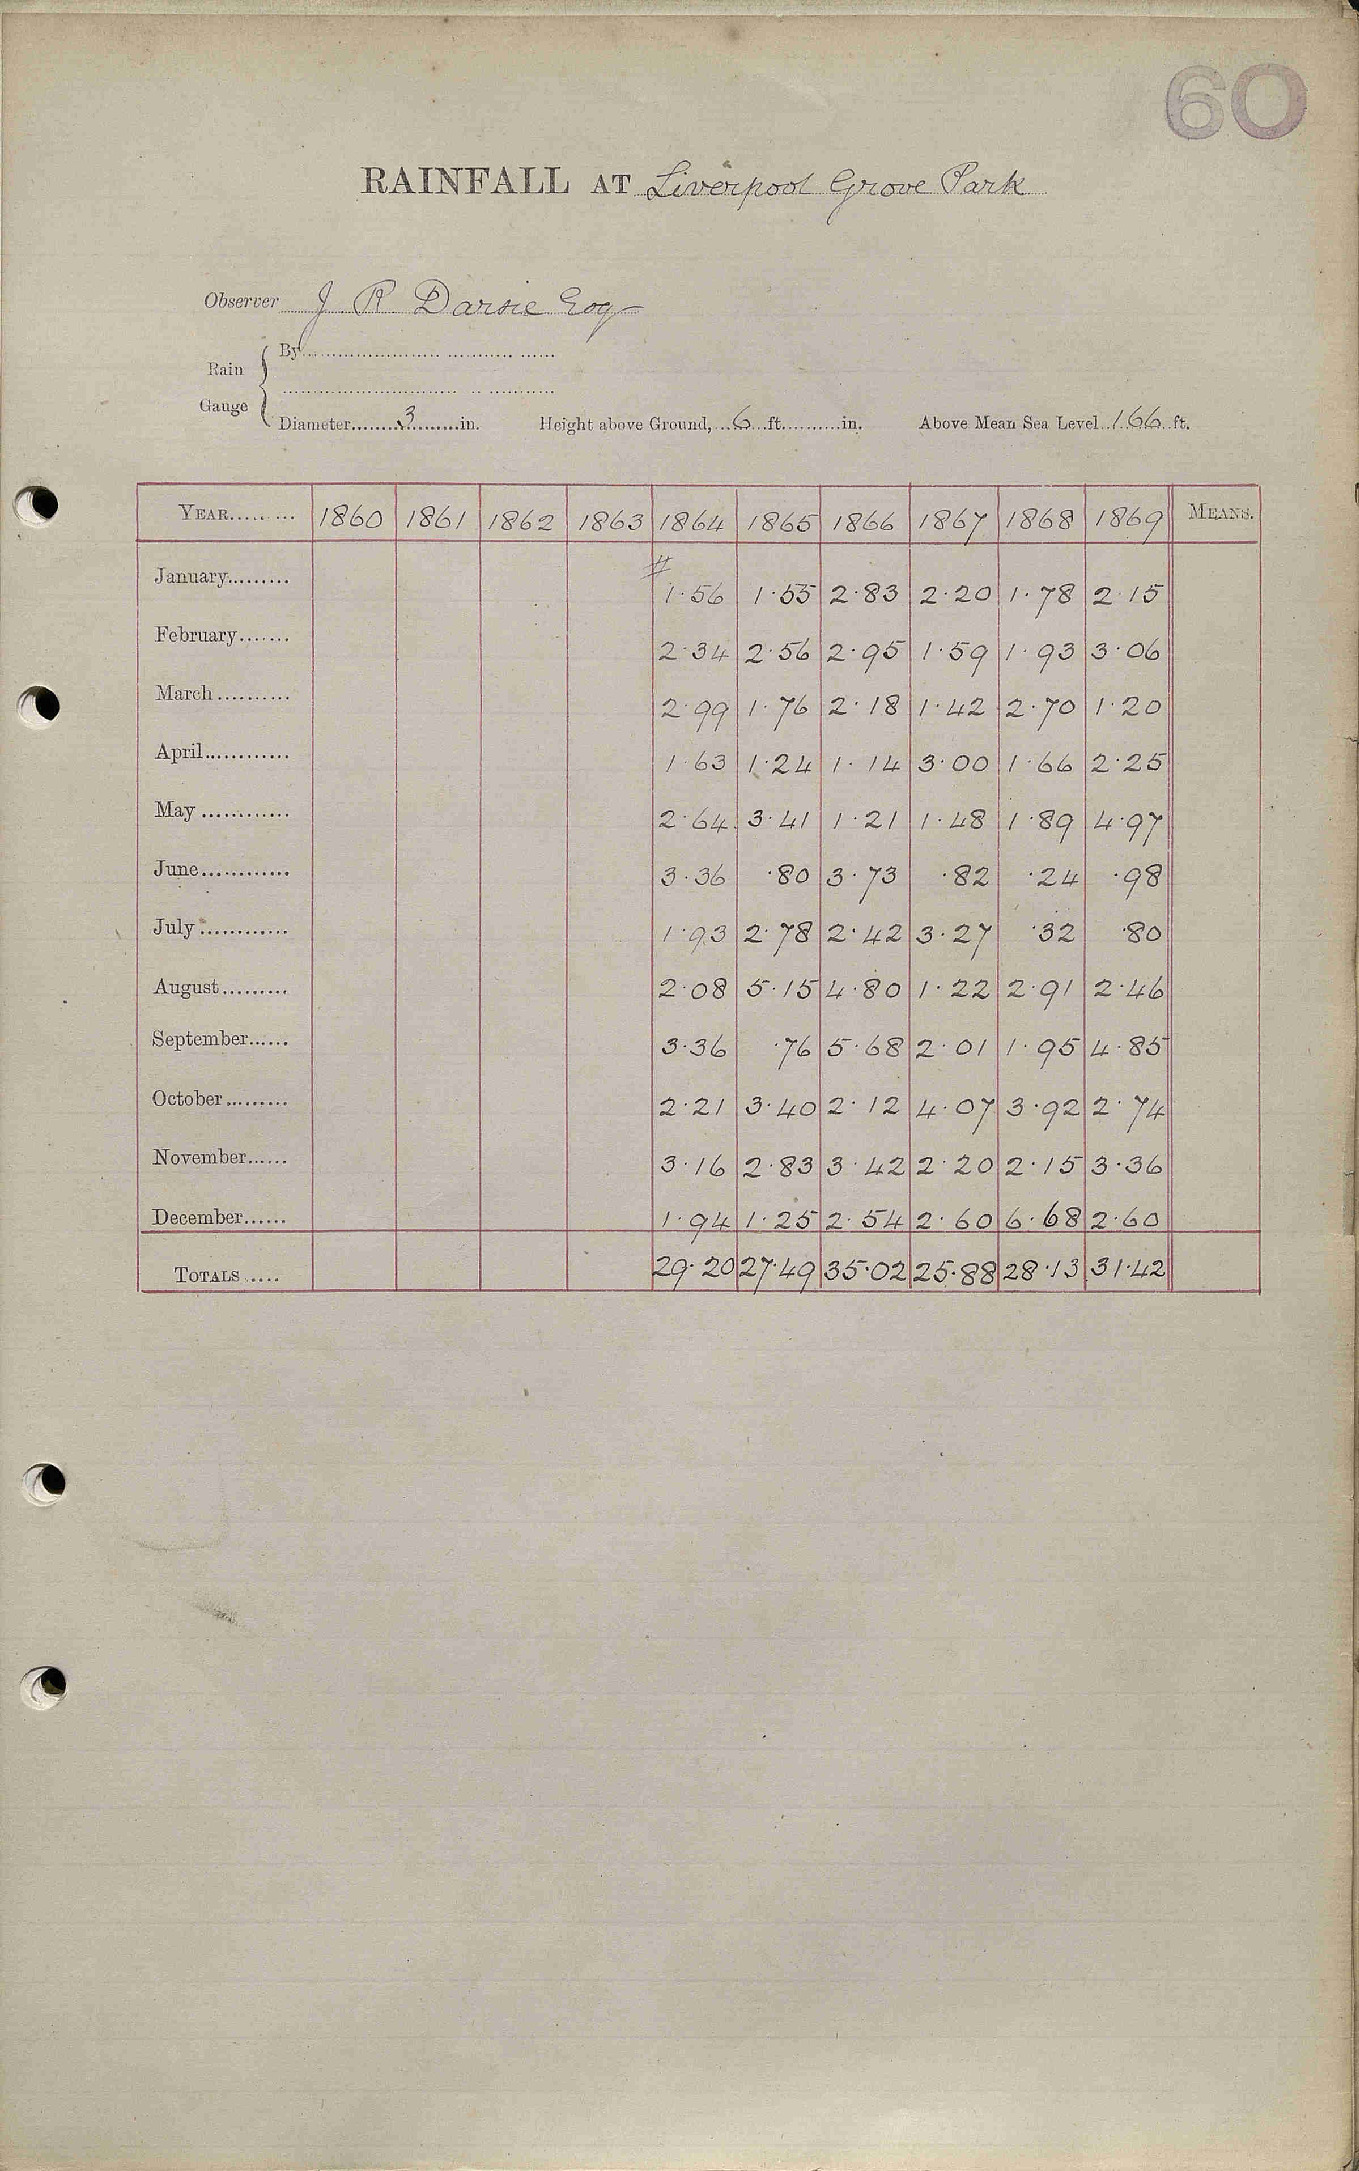 60
RAINFALL AT Liverpool Grove Park
Observer J R Darsie Esq
Rain Gauge { By
Diameter 3 in. Height above Ground, 6 ft. in. Above Mean Sea Level 166 ft.
YEAR 1860 1861 1862 1863 1864 1865 1866 1867 1868 1869 MEANS.
January # 1.56 1.55 2.83 2.20 1.78 2.15
February 2.34 2.56 2.95 1.59 1.93 3.06
March 2.99 1.76 2.18 1.42 2.70 1.20
April 1.63 1.24 1.14 3.00 1.66 2.25
May 2.64 3.41 1.21 1.48 1.89 4.97
June 3.36 .80 3.73 .82 .24 .98
July 1.93 2.78 2.42 3.27 .32 .80
August 2.08 5.15 4.80 1.22 2.91 2.46
September 3.36 .76 5.68 2.01 1.95 4.85
October 2.21 3.40 2.12 4.07 3.92 2.74
November 3.16 2.83 3.42 2.20 2.15 3.36
December 1.94 1.25 2.54 2.60 6.68 2.60
TOTALS 29.20 27.49 35.02 25.88 28.13 31.42